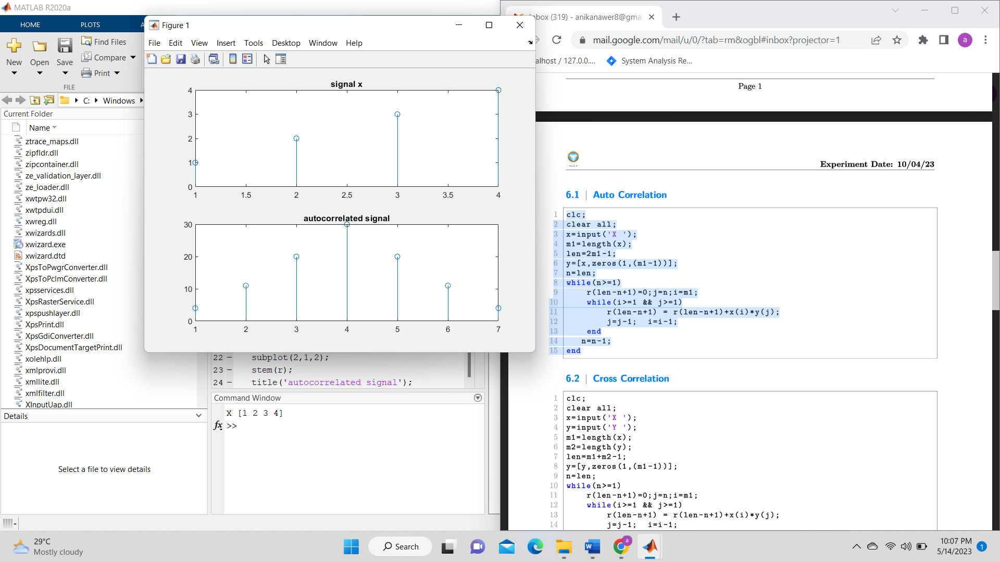 MATLAB R2020a
HOME PLOTS A
New Open Save
Find Files
Compare
Print
FILE
C: Windows
Current Folder
Name
ztrace_maps.dll
zipfldr.dll
zipcontainer.dll
ze_validation_layer.dll
ze_loader.dll
xwtpw32.dll
xwtpdui.dll
xwreg.dll
xwizards.dll
xwizard.exe
xwizard.dtd
XpsToPwgrConverter.dll
XpsToPclmConverter.dll
xpsservices.dll
XpsRasterService.dll
xpspushlayer.dll
XpsPrint.dll
XpsGdiConverter.dll
XpsDocumentTargetPrint.dll
xolehlp.dll
xmlprovi.dll
xmllite.dll
xmlfilter.dll
XInputUap.dll
Details
Select a file to view details
Figure 1
File Edit View Insert Tools Desktop Window Help
signal x
4
3
2
1
0
1 1.5 2 2.5 3 3.5 4
autocorrelated signal
30
20
10
0
1 2 3 4 5 6 7
22 – subplot(2,1,2);
23 – stem(r);
24 – title('autocorrelated signal');
Command Window
X [1 2 3 4]
fx >>
nbox (319) - anikanawer8@gma
mail.google.com/mail/u/0/?tab=rm&ogbl#inbox?projector=1
a
alhost / 127.0.0.... System Analysis Re...
Page 1
Experiment Date: 10/04/23
6.1 | Auto Correlation
1 clc;
2 clear all;
3 x=input('X ');
4 m1=length(x);
5 len=2m1-1;
6 y=[x,zeros(1,(m1-1))];
7 n=len;
8 while(n>=1)
9 r(len-n+1)=0;j=n;i=m1;
10 while(i>=1 && j>=1)
11 r(len-n+1) = r(len-n+1)+x(i)*y(j);
12 j=j-1; i=i-1;
13 end
14 n=n-1;
15 end
6.2 | Cross Correlation
1 clc;
2 clear all;
3 x=input('X ');
4 y=input('Y ');
5 m1=length(x);
6 m2=length(y);
7 len=m1+m2-1;
8 y=[y,zeros(1,(m1-1))];
9 n=len;
10 while(n>=1)
11 r(len-n+1)=0;j=n;i=m1;
12 while(i>=1 && j>=1)
13 r(len-n+1) = r(len-n+1)+x(i)*y(j);
14 j=j-1; i=i-1;
29°C
Mostly cloudy
Search
a
10:07 PM
5/14/2023
1